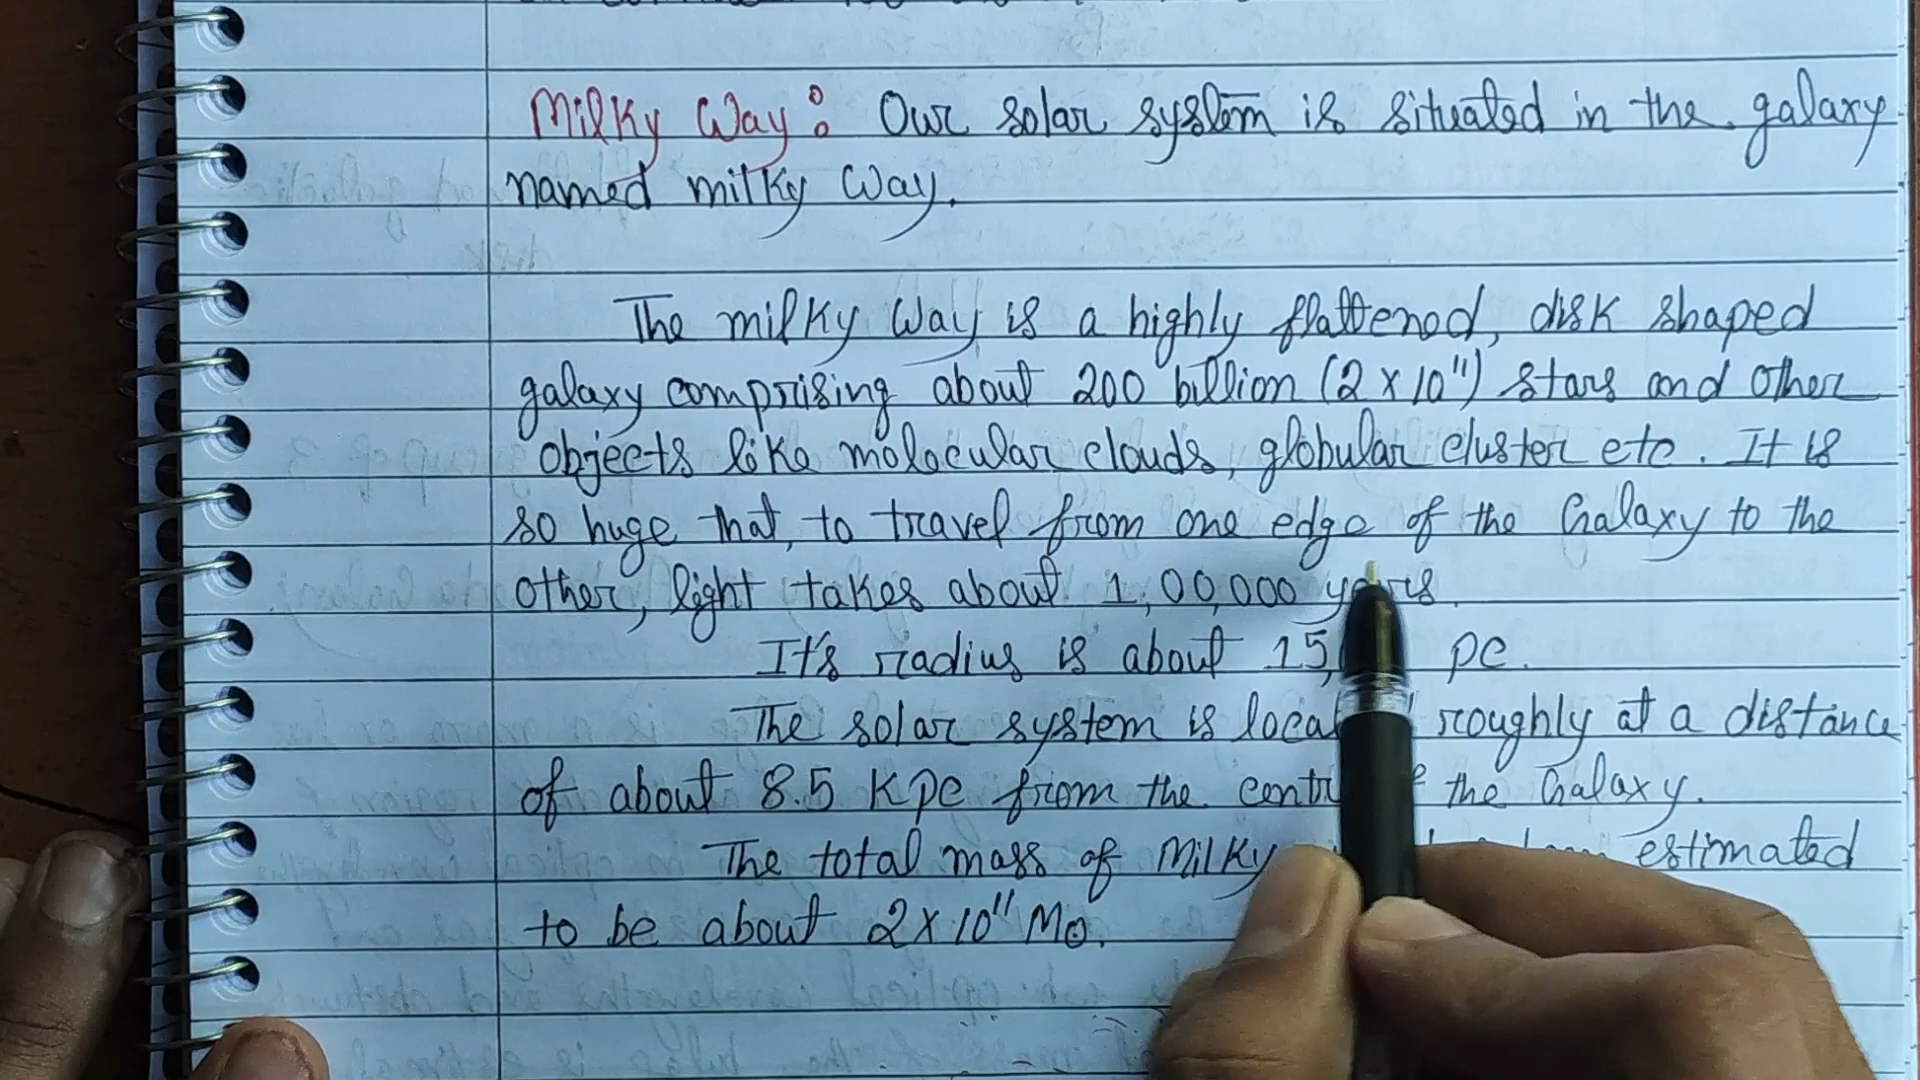 Milky Way: Our solar system is situated in the galaxy
named milky Way.
The milky Way is a highly flattened, disk shaped
galaxy comprising about 200 billion (2 x 10¹¹) stars and other
objects like molecular clouds, globular cluster etc. It is
so huge that, to travel from one edge of the Galaxy to the
other, light takes about 1,00,000 years.
It's radius is about 15, pc.
The solar system is roughly at a distance
of about 8.5 Kpc from the the Galaxy.
The total mass of Milky estimated
to be about 2 x 10¹¹ M⊙.